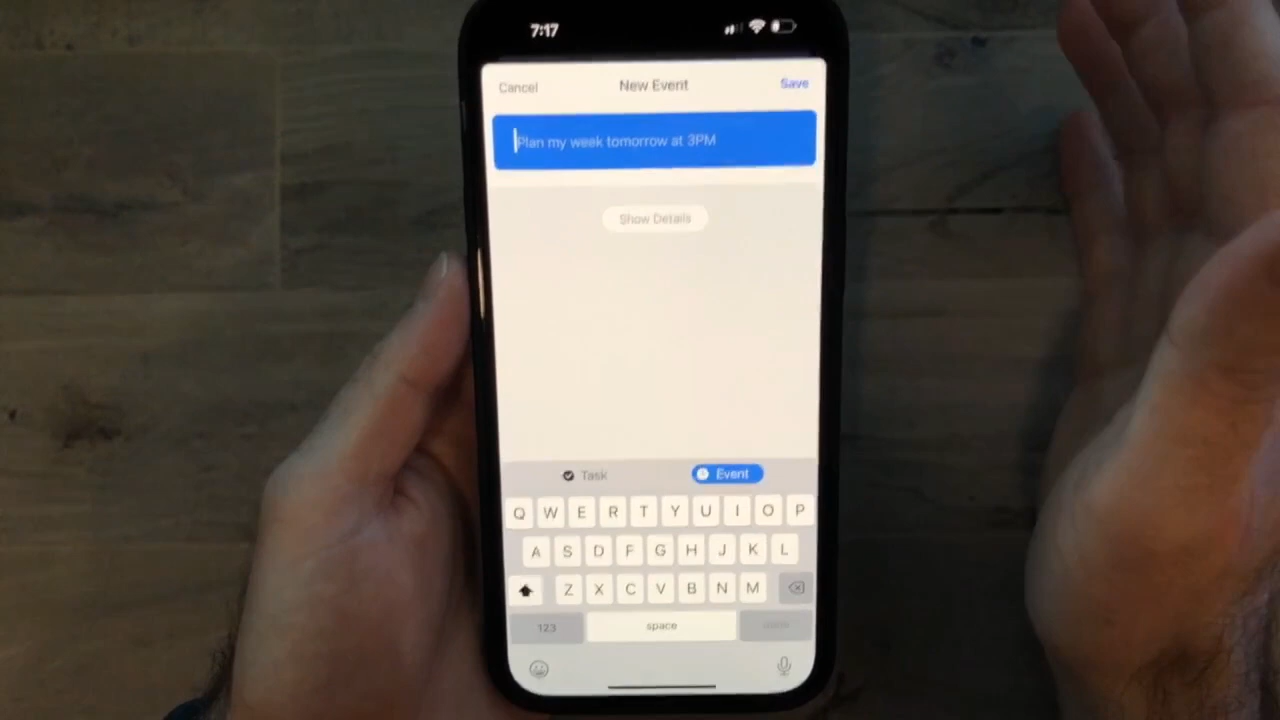 7:17
Cancel New Event Save
Plan my week tomorrow at 3PM
Show Details
Task Event
Q W E R T Y U I O P
A S D F G H J K L
Z X C V B N M
123 space